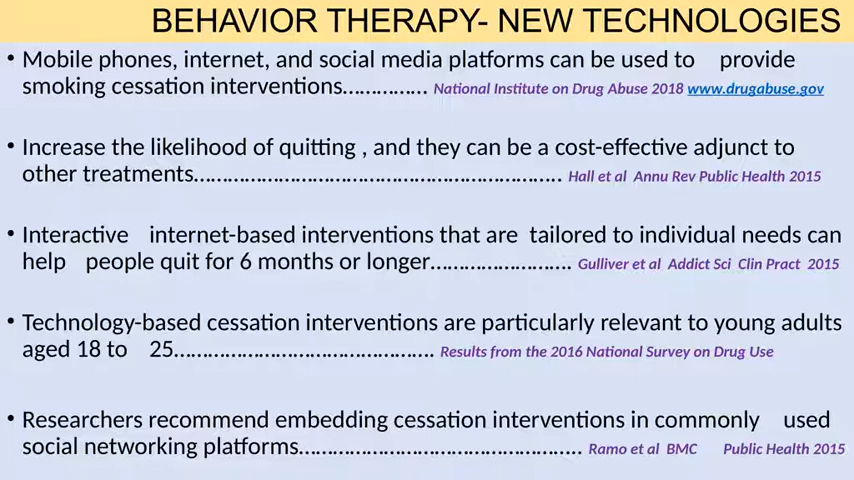 BEHAVIOR THERAPY- NEW TECHNOLOGIES
• Mobile phones, internet, and social media platforms can be used to provide
smoking cessation interventions…………… National Institute on Drug Abuse 2018 www.drugabuse.gov
• Increase the likelihood of quitting , and they can be a cost-effective adjunct to
other treatments………………………………………………………….. Hall et al Annu Rev Public Health 2015
• Interactive internet-based interventions that are tailored to individual needs can
help people quit for 6 months or longer……………………. Gulliver et al Addict Sci Clin Pract 2015
• Technology-based cessation interventions are particularly relevant to young adults
aged 18 to 25………………………………………. Results from the 2016 National Survey on Drug Use
• Researchers recommend embedding cessation interventions in commonly used
social networking platforms…………………………………………….. Ramo et al BMC Public Health 2015